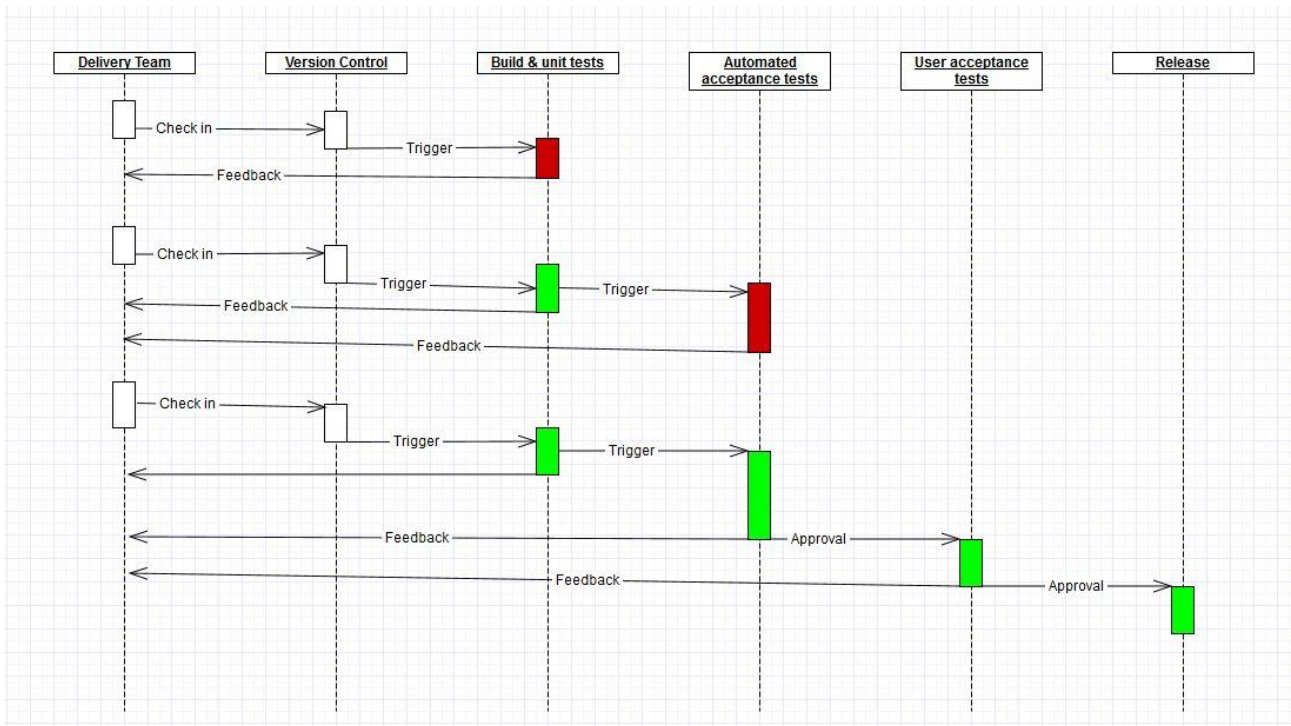 Delivery Team
Version Control
Build & unit tests
Automated
acceptance tests
User acceptance
tests
Release
Check in
Trigger
Feedback
Check in
Trigger
Trigger
Feedback
Feedback
Check in
Trigger
Trigger
Feedback
Approval
Feedback
Approval